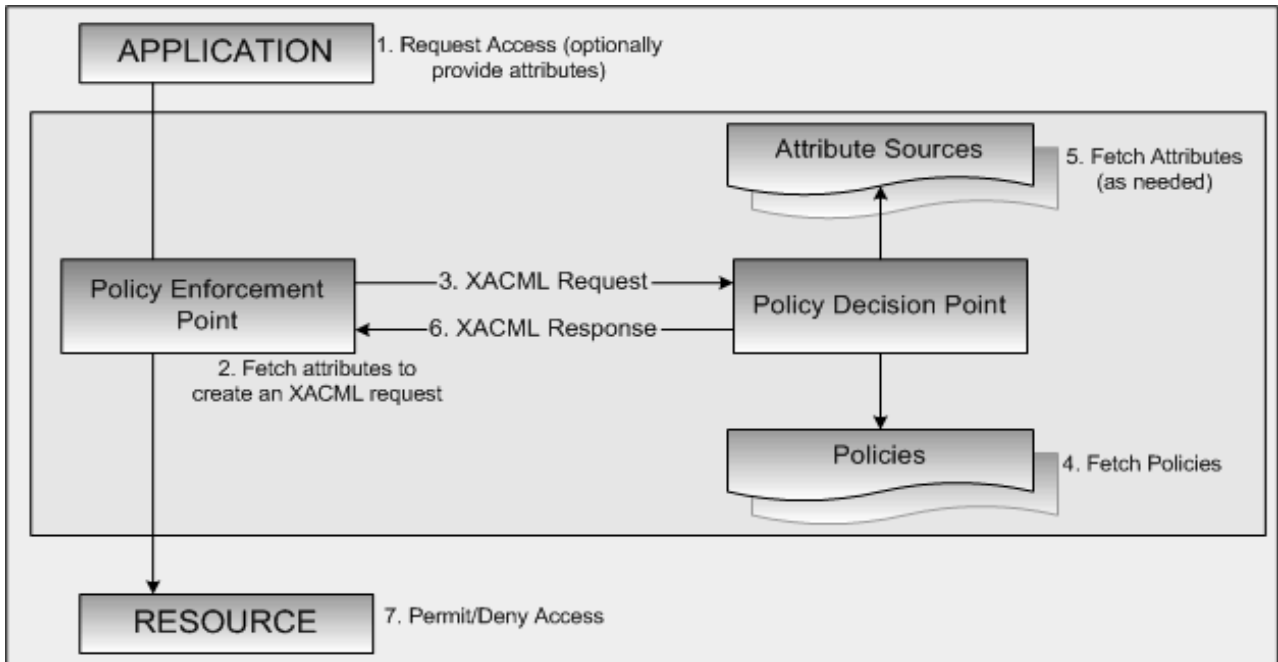 APPLICATION
1. Request Access (optionally
provide attributes)
Attribute Sources
5. Fetch Attributes
(as needed)
Policy Enforcement
Point
3. XACML Request
6. XACML Response
Policy Decision Point
2. Fetch attributes to
create an XACML request
Policies
4. Fetch Policies
RESOURCE
7. Permit/Deny Access